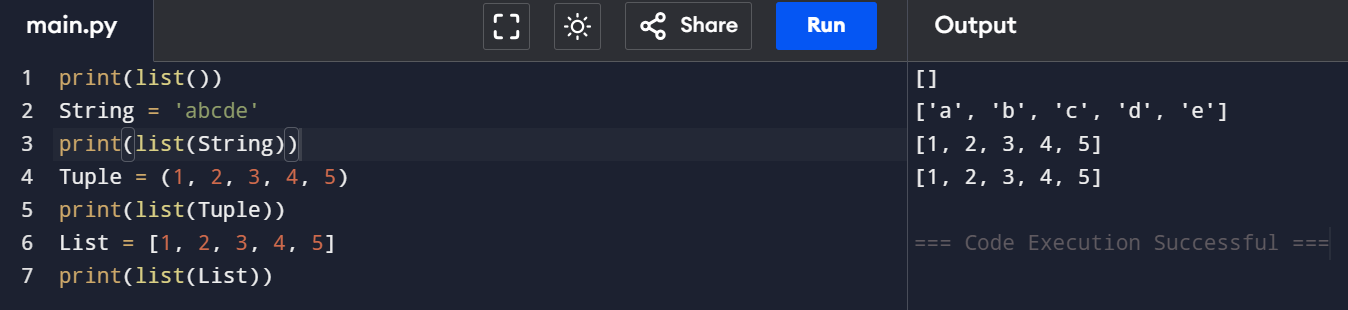 main.py
Share
Run
Output
1 print(list())
2 String = 'abcde'
3 print(list(String))
4 Tuple = (1, 2, 3, 4, 5)
5 print(list(Tuple))
6 List = [1, 2, 3, 4, 5]
7 print(list(List))
[]
['a', 'b', 'c', 'd', 'e']
[1, 2, 3, 4, 5]
[1, 2, 3, 4, 5]
=== Code Execution Successful ===